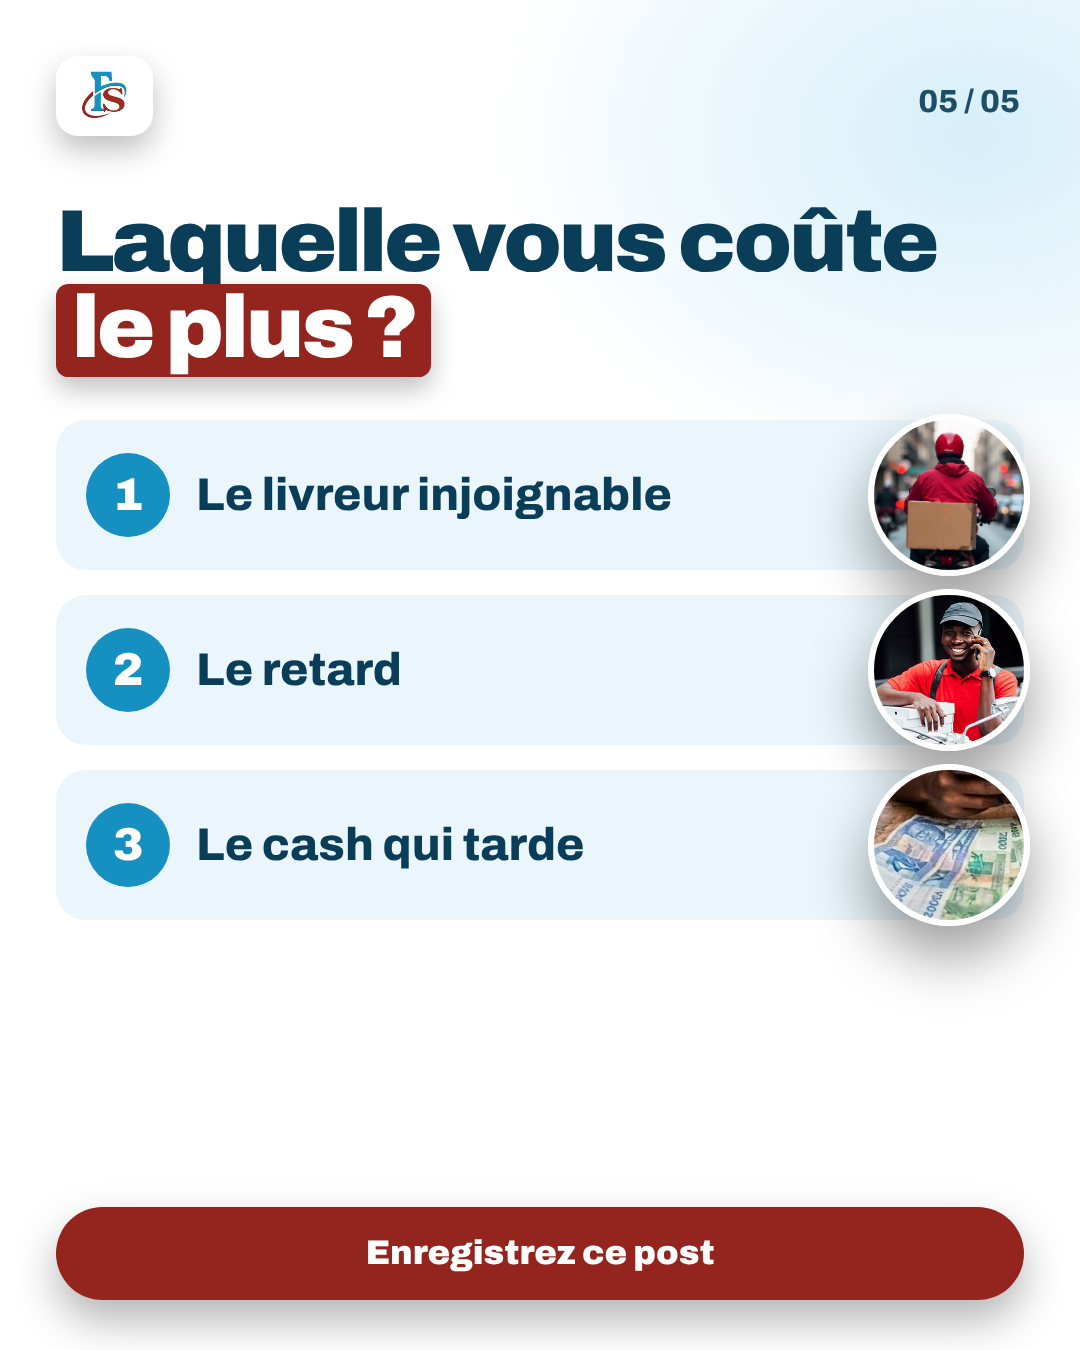 FS
05 / 05
Laquelle vous coûte
le plus ?
1 Le livreur injoignable
2 Le retard
3 Le cash qui tarde
Enregistrez ce post